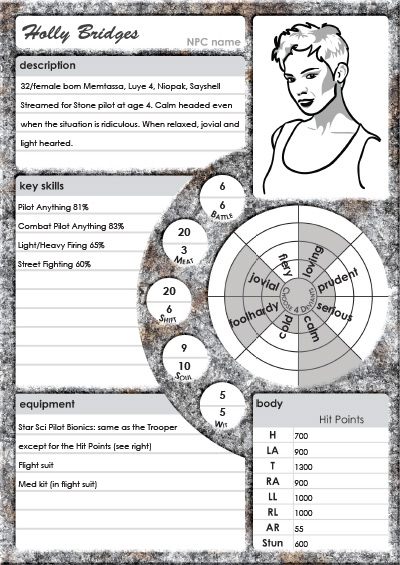 Holly Bridges
NPC name
description
32/female born Memtassa, Luye 4, Niopak, Sayshell
Streamed for Stone pilot at age 4. Calm headed even
when the situation is ridiculous. When relaxed, jovial and
light hearted.
key skills
Pilot Anything 81%
Combat Pilot Anything 83%
Light/Heavy Firing 65%
Street Fighting 60%
6
6
Battle
20
3
Meat
20
6
Shift
9
10
Soul
5
5
Wit
fiery
loving
jovial
prudent
foolhardy
serious
cold
calm
equipment
Star Sci Pilot Bionics: same as the Trooper
except for the Hit Points (see right)
Flight suit
Med kit (in flight suit)
body
Hit Points
H 700
LA 900
T 1300
RA 900
LL 1000
RL 1000
AR 55
Stun 600